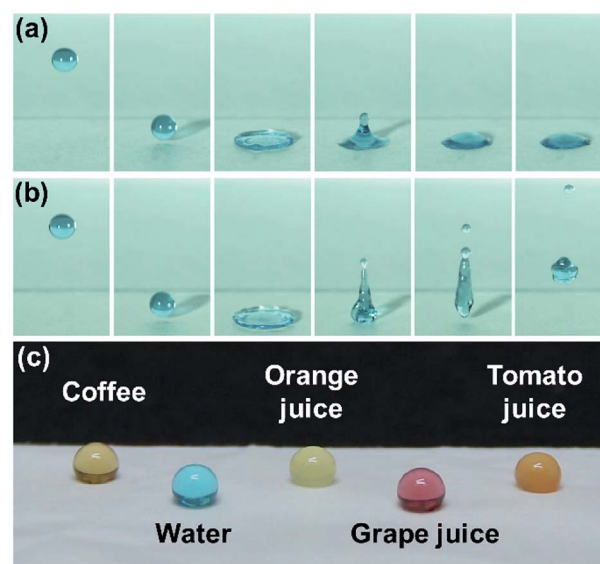 (a)
(b)
(c)
Coffee
Orange
juice
Tomato
juice
Water
Grape juice